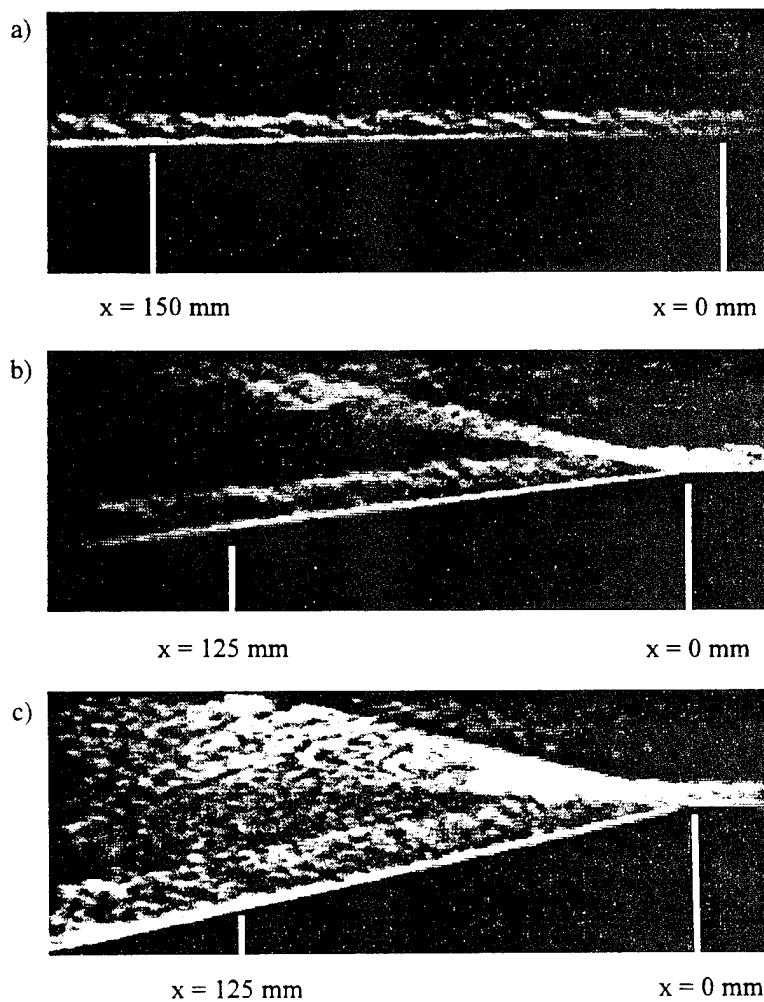 a)
x = 150 mm
x = 0 mm
b)
x = 125 mm
x = 0 mm
c)
x = 125 mm
x = 0 mm